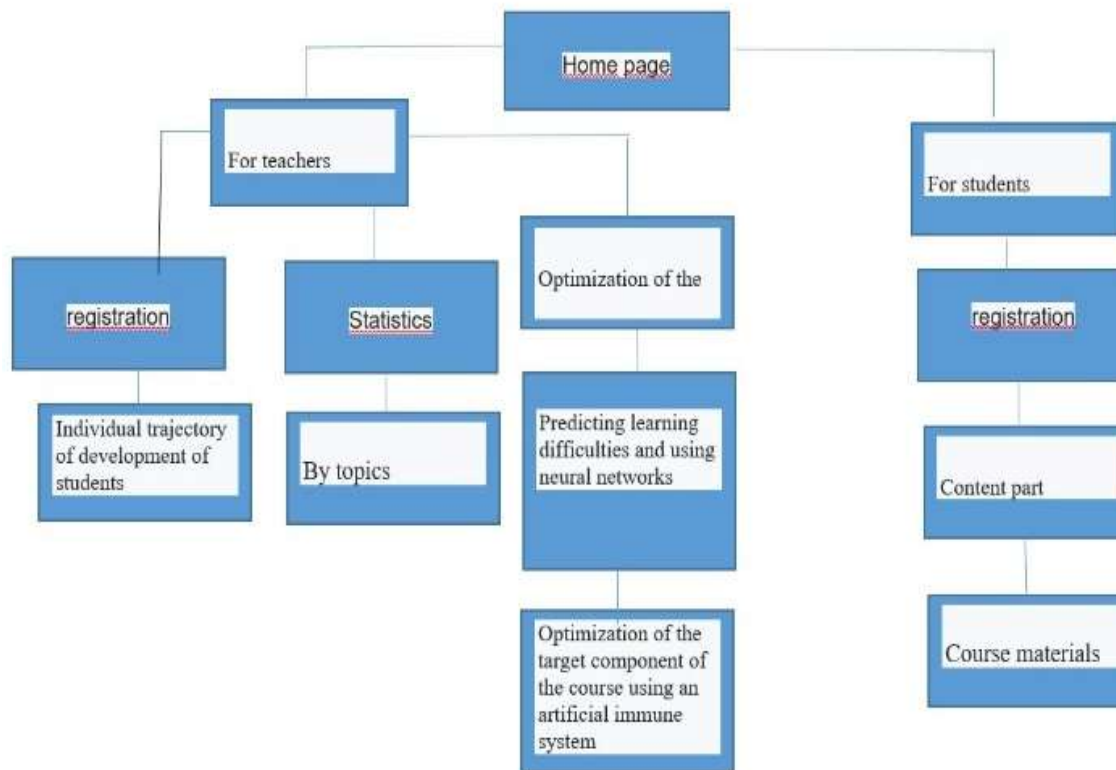 Home page
For teachers
For students
registration
Statistics
Optimization of the
registration
Individual trajectory
of development of
students
By topics
Predicting learning
difficulties and using
neural networks
Content part
Optimization of the
target component of
the course using an
artificial immune
system
Course materials